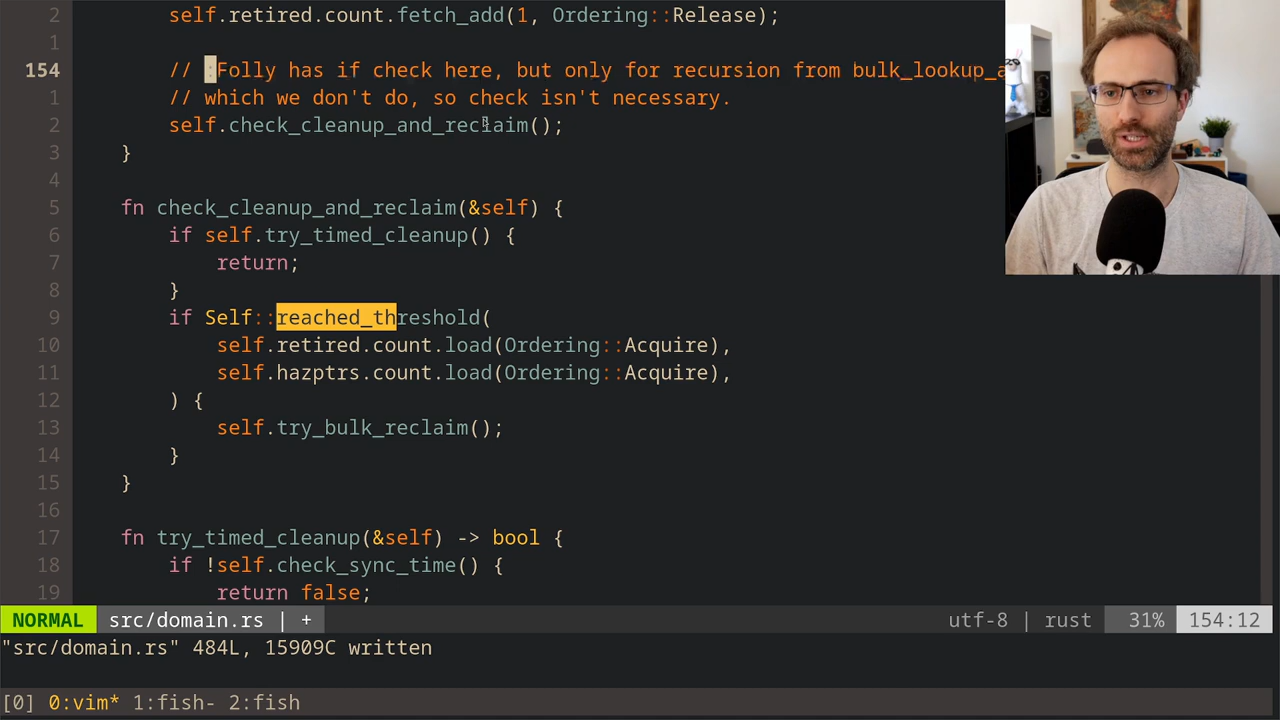 2 self.retired.count.fetch_add(1, Ordering::Release);
1
154 // :Folly has if check here, but only for recursion from bulk_lookup_a
1 // which we don't do, so check isn't necessary.
2 self.check_cleanup_and_reclaim();
3 }
4
5 fn check_cleanup_and_reclaim(&self) {
6 if self.try_timed_cleanup() {
7 return;
8 }
9 if Self::reached_threshold(
10 self.retired.count.load(Ordering::Acquire),
11 self.hazptrs.count.load(Ordering::Acquire),
12 ) {
13 self.try_bulk_reclaim();
14 }
15 }
16
17 fn try_timed_cleanup(&self) -> bool {
18 if !self.check_sync_time() {
19 return false;
NORMAL src/domain.rs | + utf-8 | rust 31% 154:12
"src/domain.rs" 484L, 15909C written
[0] 0:vim* 1:fish- 2:fish